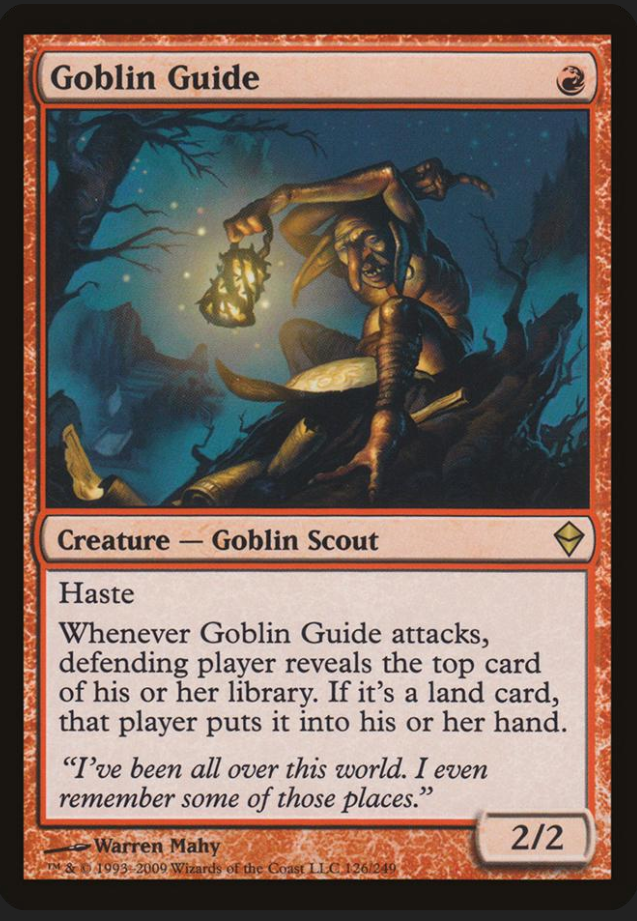 Goblin Guide
Creature — Goblin Scout
Haste
Whenever Goblin Guide attacks,
defending player reveals the top card
of his or her library. If it's a land card,
that player puts it into his or her hand.
"I've been all over this world. I even
remember some of those places."
2/2
Warren Mahy
™ & © 1993–2009 Wizards of the Coast LLC 126/249